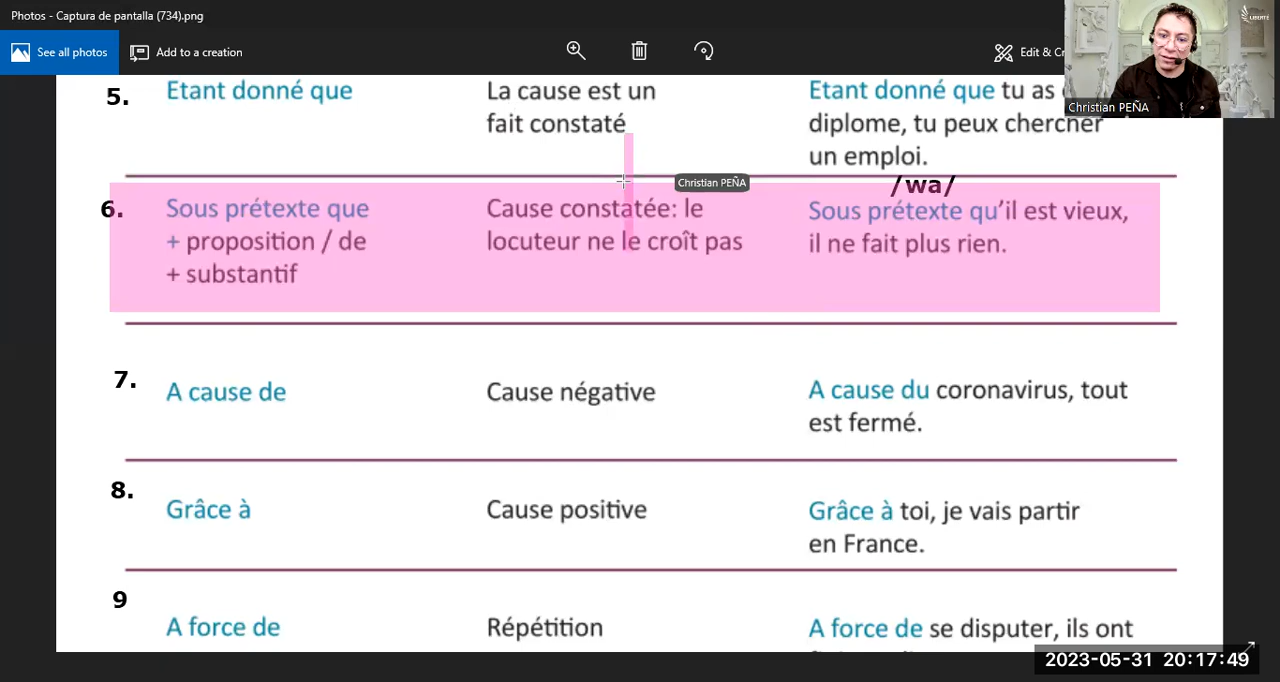 Photos - Captura de pantalla (734).png
See all photos
Add to a creation
Edit & Cr
LIBERTÉ
Christian PEÑA
5.
Etant donné que
La cause est un
fait constaté
Etant donné que tu as
diplome, tu peux chercher
un emploi.
Christian PEÑA
/wa/
6.
Sous prétexte que
+ proposition / de
+ substantif
Cause constatée: le
locuteur ne le croît pas
Sous prétexte qu'il est vieux,
il ne fait plus rien.
7.
A cause de
Cause négative
A cause du coronavirus, tout
est fermé.
8.
Grâce à
Cause positive
Grâce à toi, je vais partir
en France.
9
A force de
Répétition
A force de se disputer, ils ont
2023-05-31 20:17:49